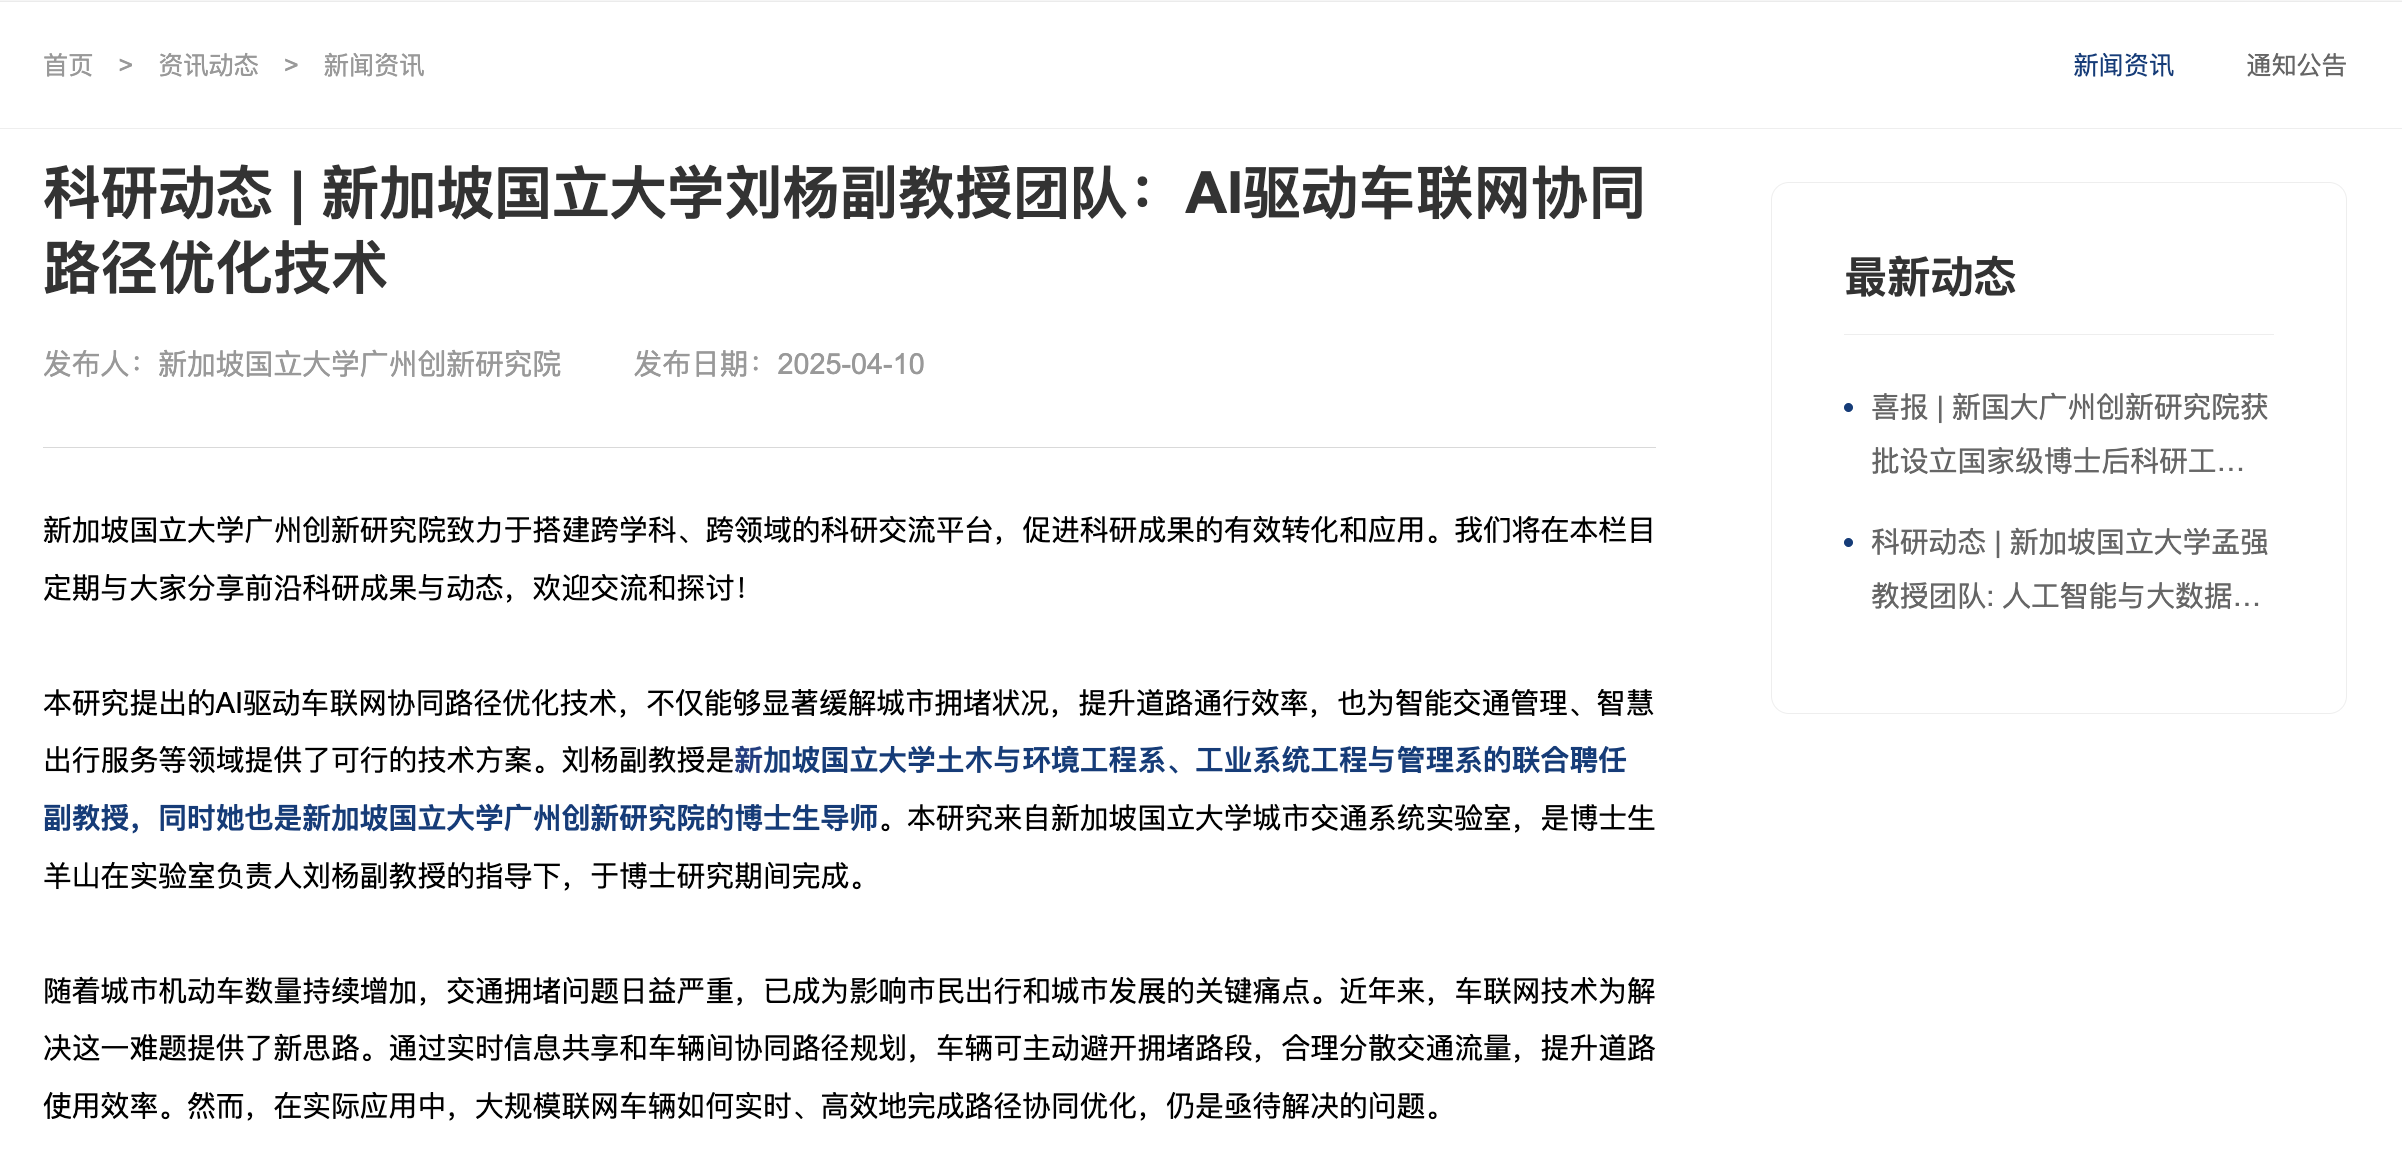 首页 > 资讯动态 > 新闻资讯
新闻资讯 通知公告
科研动态 | 新加坡国立大学刘杨副教授团队：AI驱动车联网协同
路径优化技术
发布人：新加坡国立大学广州创新研究院 发布日期：2025-04-10
新加坡国立大学广州创新研究院致力于搭建跨学科、跨领域的科研交流平台，促进科研成果的有效转化和应用。我们将在本栏目
定期与大家分享前沿科研成果与动态，欢迎交流和探讨！
本研究提出的AI驱动车联网协同路径优化技术，不仅能够显著缓解城市拥堵状况，提升道路通行效率，也为智能交通管理、智慧
出行服务等领域提供了可行的技术方案。刘杨副教授是新加坡国立大学土木与环境工程系、工业系统工程与管理系的联合聘任
副教授，同时她也是新加坡国立大学广州创新研究院的博士生导师。本研究来自新加坡国立大学城市交通系统实验室，是博士生
羊山在实验室负责人刘杨副教授的指导下，于博士研究期间完成。
随着城市机动车数量持续增加，交通拥堵问题日益严重，已成为影响市民出行和城市发展的关键痛点。近年来，车联网技术为解
决这一难题提供了新思路。通过实时信息共享和车辆间协同路径规划，车辆可主动避开拥堵路段，合理分散交通流量，提升道路
使用效率。然而，在实际应用中，大规模联网车辆如何实时、高效地完成路径协同优化，仍是亟待解决的问题。
最新动态
喜报 | 新国大广州创新研究院获
批设立国家级博士后科研工...
科研动态 | 新加坡国立大学孟强
教授团队: 人工智能与大数据...